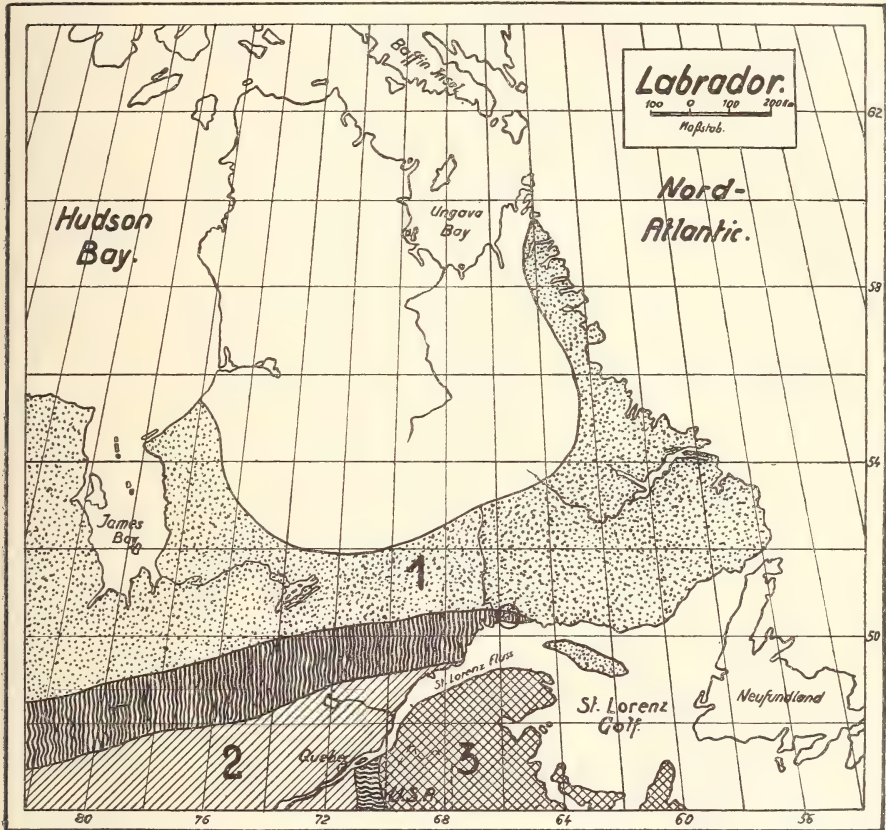 Labrador.
100 0 100 200Km
Maßstab.
Baffin Insel
62
Nord-
Atlantic.
Hudson
Bay.
Ungava
Bay
58
54
James
Bay
1
50
St. Lorenz Fluss
St. Lorenz
Golf.
Neufundland
2
Quebec
3
U.S.A.
80 76 72 68 64 60 56